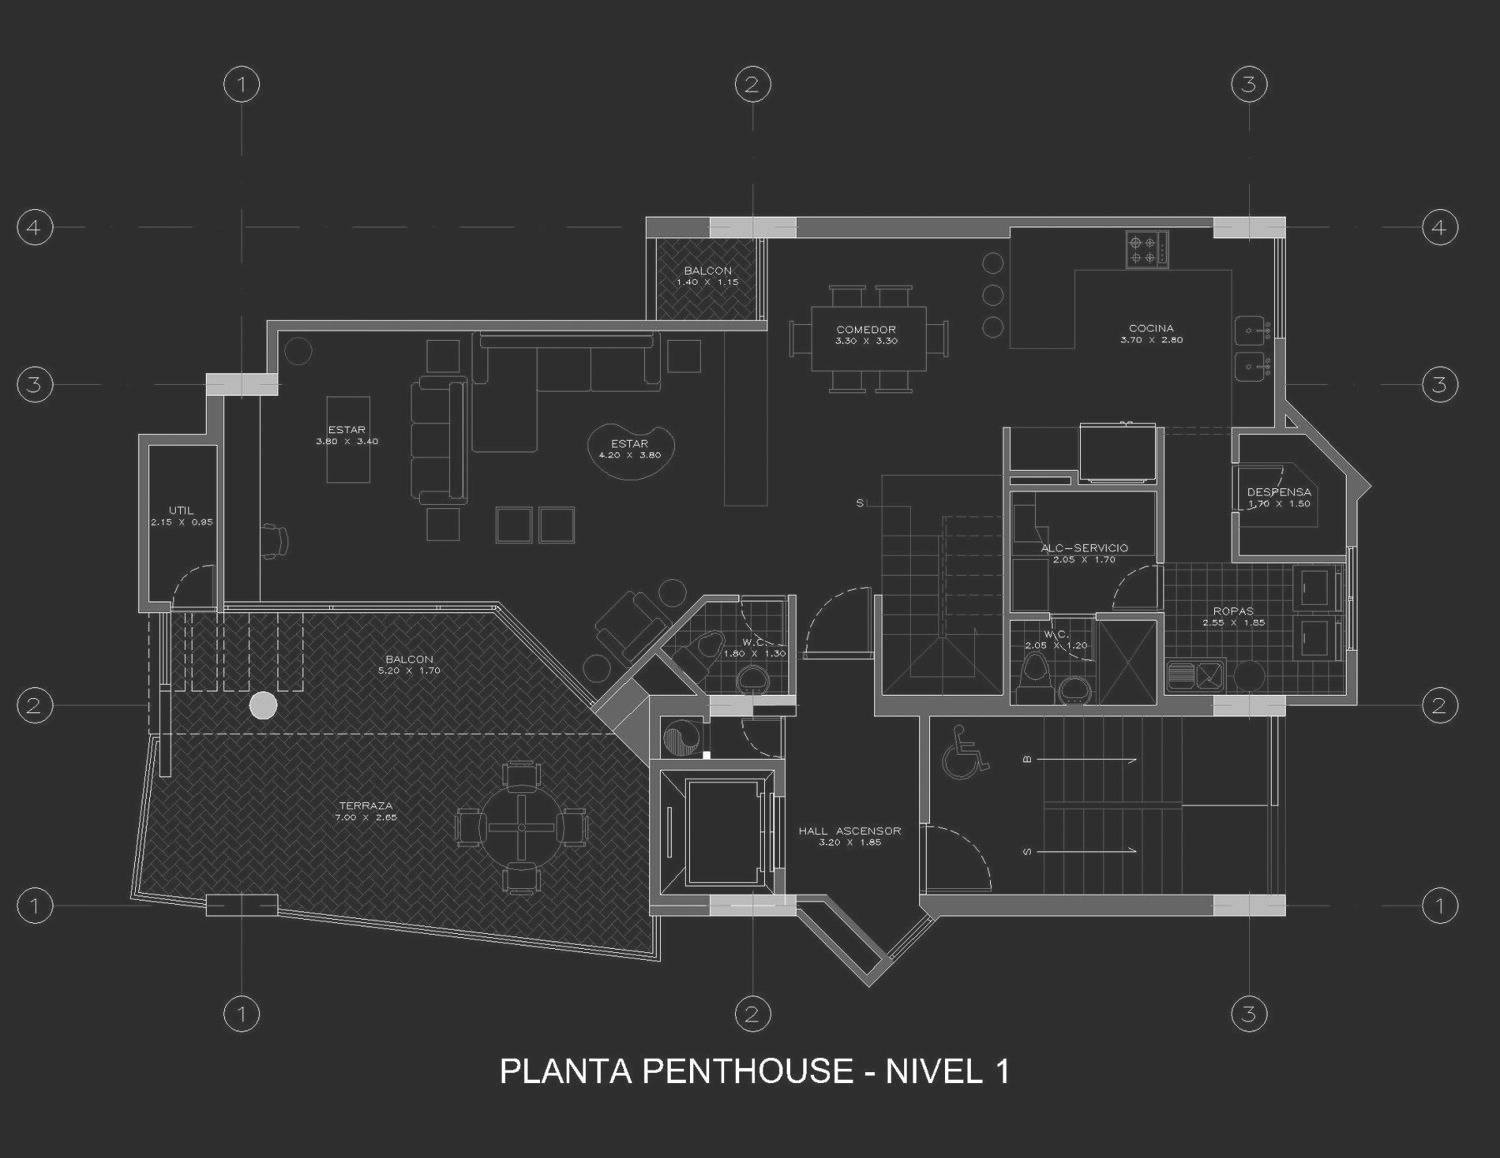 1
2
3
4
4
BALCON
1.40 X 1.15
COMEDOR
3.30 X 3.30
COCINA
3.70 X 2.80
3
3
ESTAR
3.80 X 3.40
ESTAR
4.20 X 3.80
DESPENSA
1.70 X 1.50
S
UTIL
2.15 X 0.95
ALC-SERVICIO
2.05 X 1.70
ROPAS
2.55 X 1.85
W.C.
1.80 X 1.30
W.C.
2.05 X 1.20
BALCON
5.20 X 1.70
2
2
B
TERRAZA
7.00 X 2.65
HALL ASCENSOR
3.20 X 1.85
S
1
1
1
2
3
PLANTA PENTHOUSE - NIVEL 1